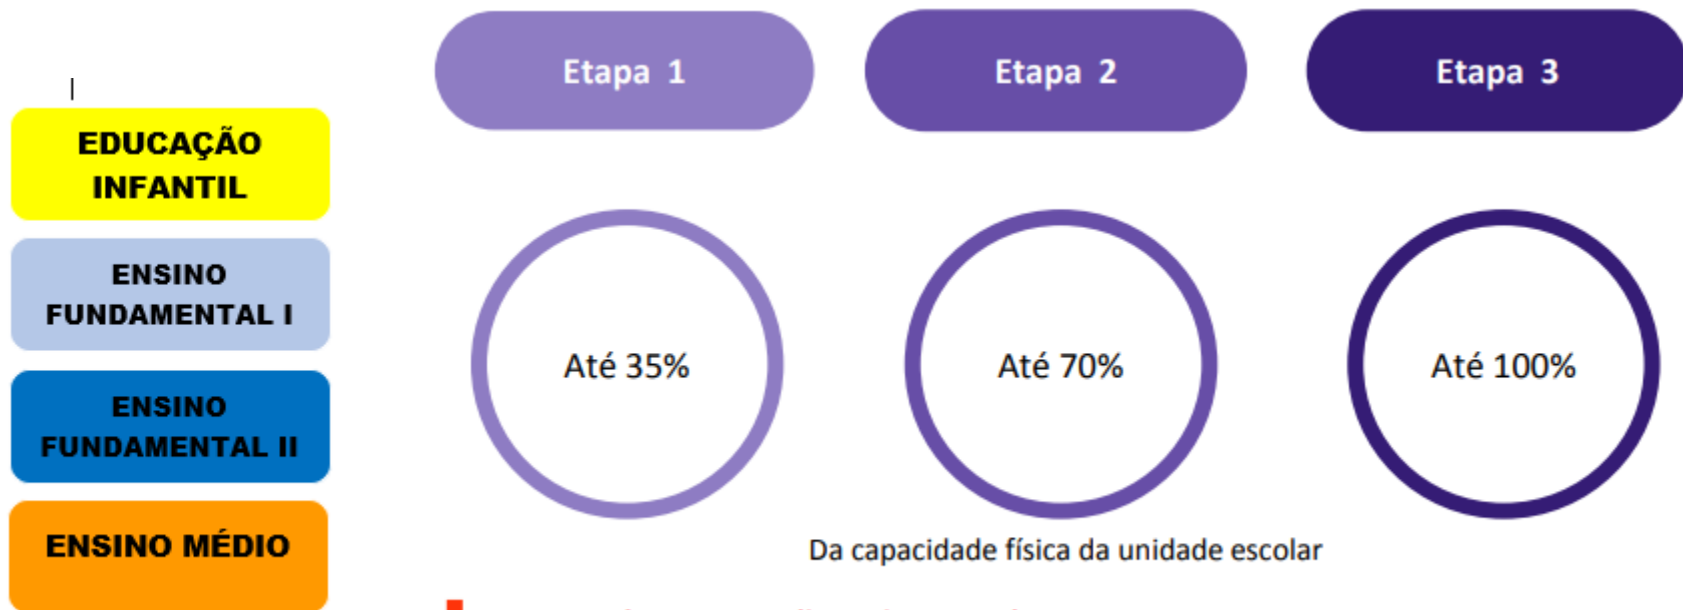 Etapa 1
Etapa 2
Etapa 3
EDUCAÇÃO
INFANTIL
ENSINO
FUNDAMENTAL I
ENSINO
FUNDAMENTAL II
ENSINO MÉDIO
Até 35%
Até 70%
Até 100%
Da capacidade física da unidade escolar